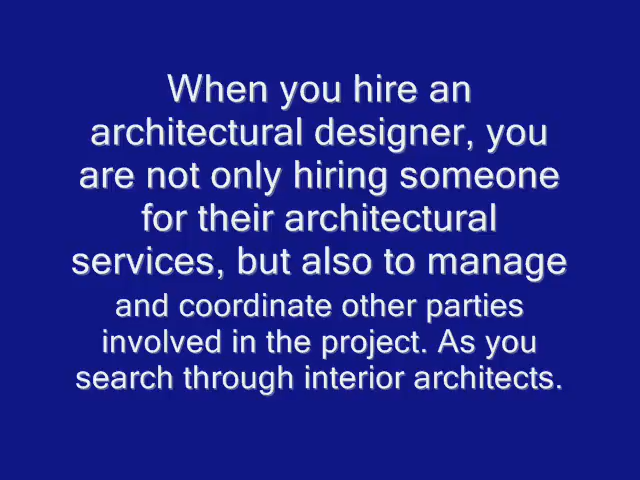 When you hire an
architectural designer, you
are not only hiring someone
for their architectural
services, but also to manage
and coordinate other parties
involved in the project. As you
search through interior architects.